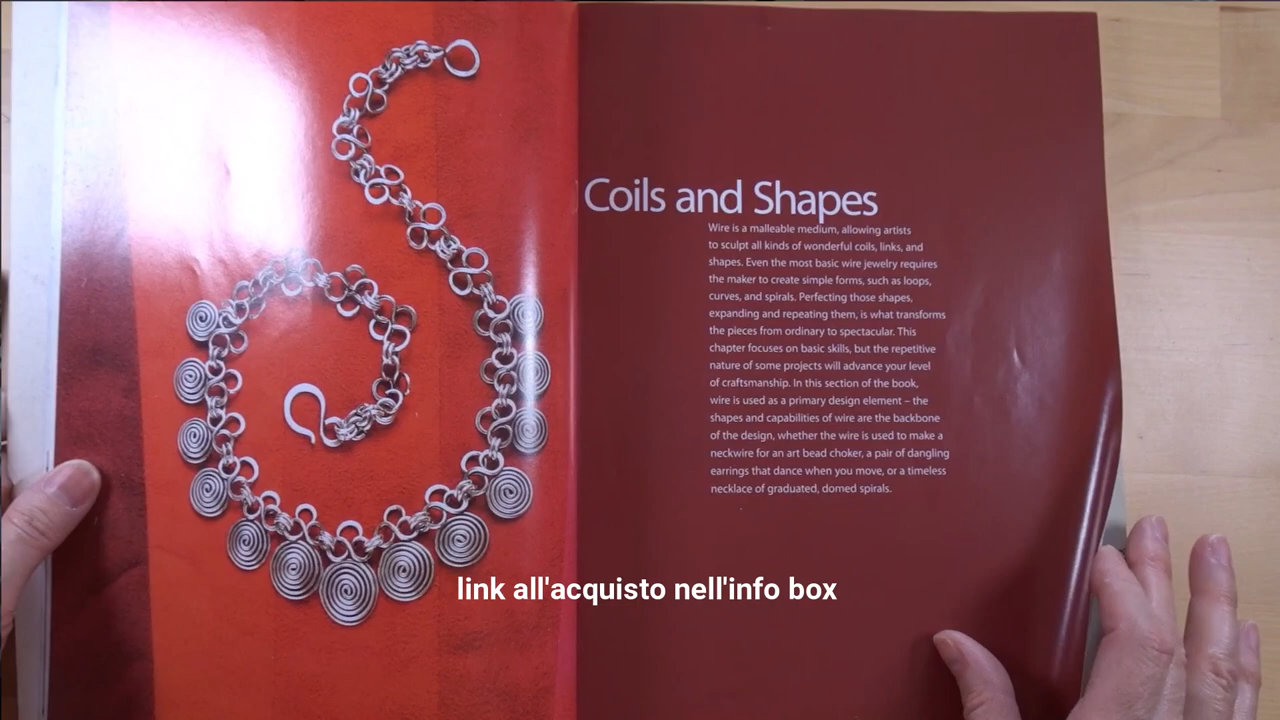 Coils and Shapes
Wire is a malleable medium, allowing artists
to sculpt all kinds of wonderful coils, links, and
shapes. Even the most basic wire jewelry requires
the maker to create simple forms, such as loops,
curves, and spirals. Perfecting those shapes,
expanding and repeating them, is what transforms
the pieces from ordinary to spectacular. This
chapter focuses on basic skills, but the repetitive
nature of some projects will advance your level
of craftsmanship. In this section of the book,
wire is used as a primary design element – the
shapes and capabilities of wire are the backbone
of the design, whether the wire is used to make a
neckwire for an art bead choker, a pair of dangling
earrings that dance when you move, or a timeless
necklace of graduated, domed spirals.
link all'acquisto nell'info box